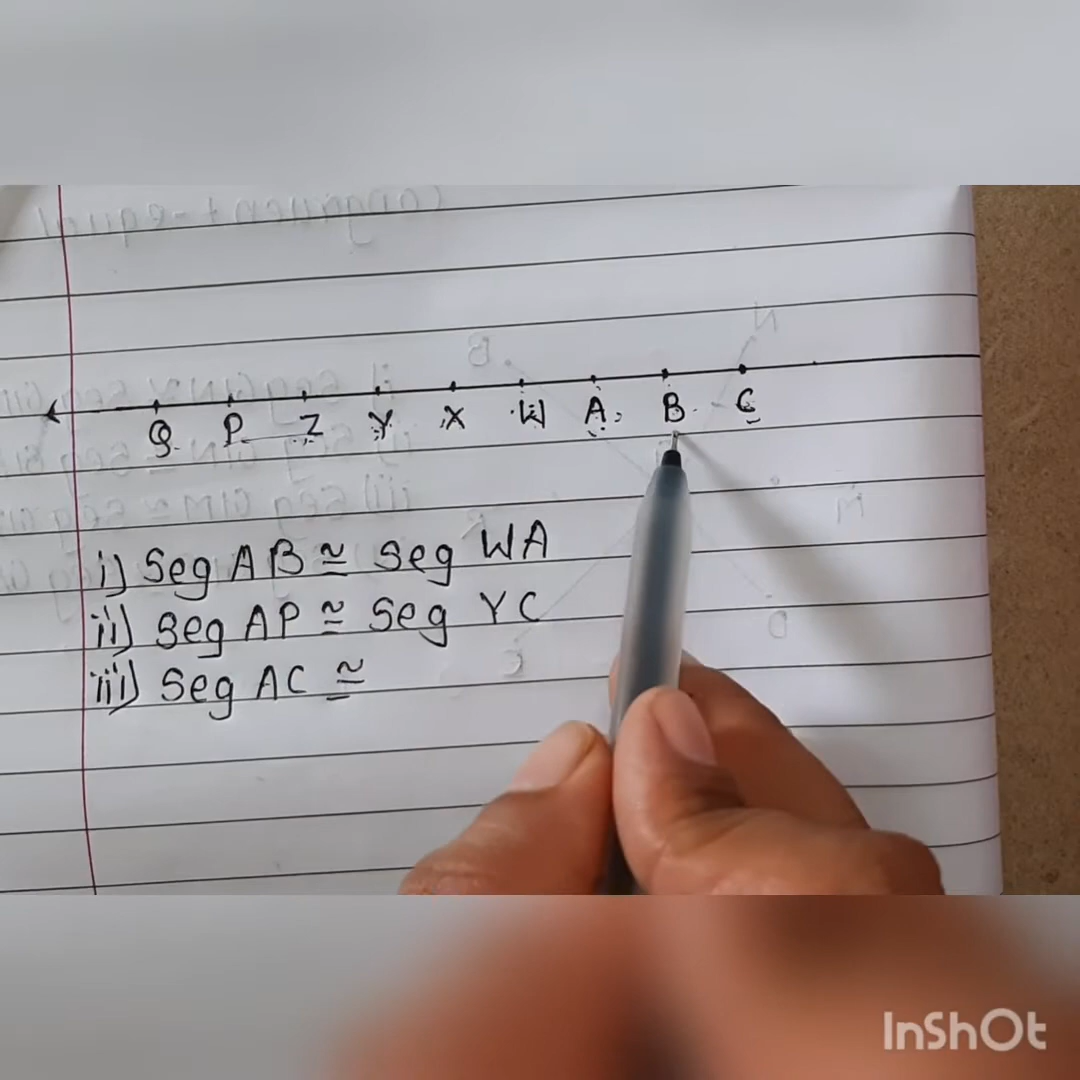 Q P Z Y X W A B C
i) Seg AB ≅ Seg WA
ii) Seg AP ≅ Seg YC
iii) Seg AC ≅
InShOt